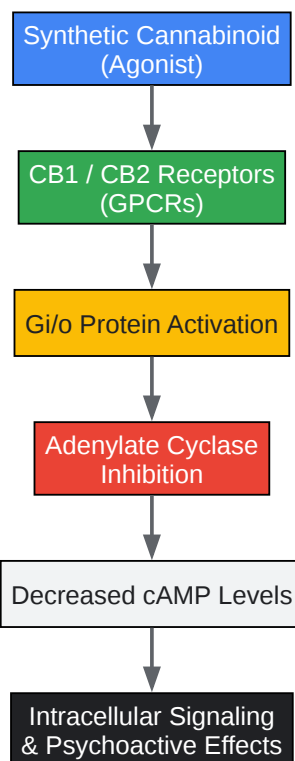 Synthetic Cannabinoid
(Agonist)
CB1 / CB2 Receptors
(GPCRs)
Gi/o Protein Activation
Adenylate Cyclase
Inhibition
Decreased cAMP Levels
Intracellular Signaling
& Psychoactive Effects